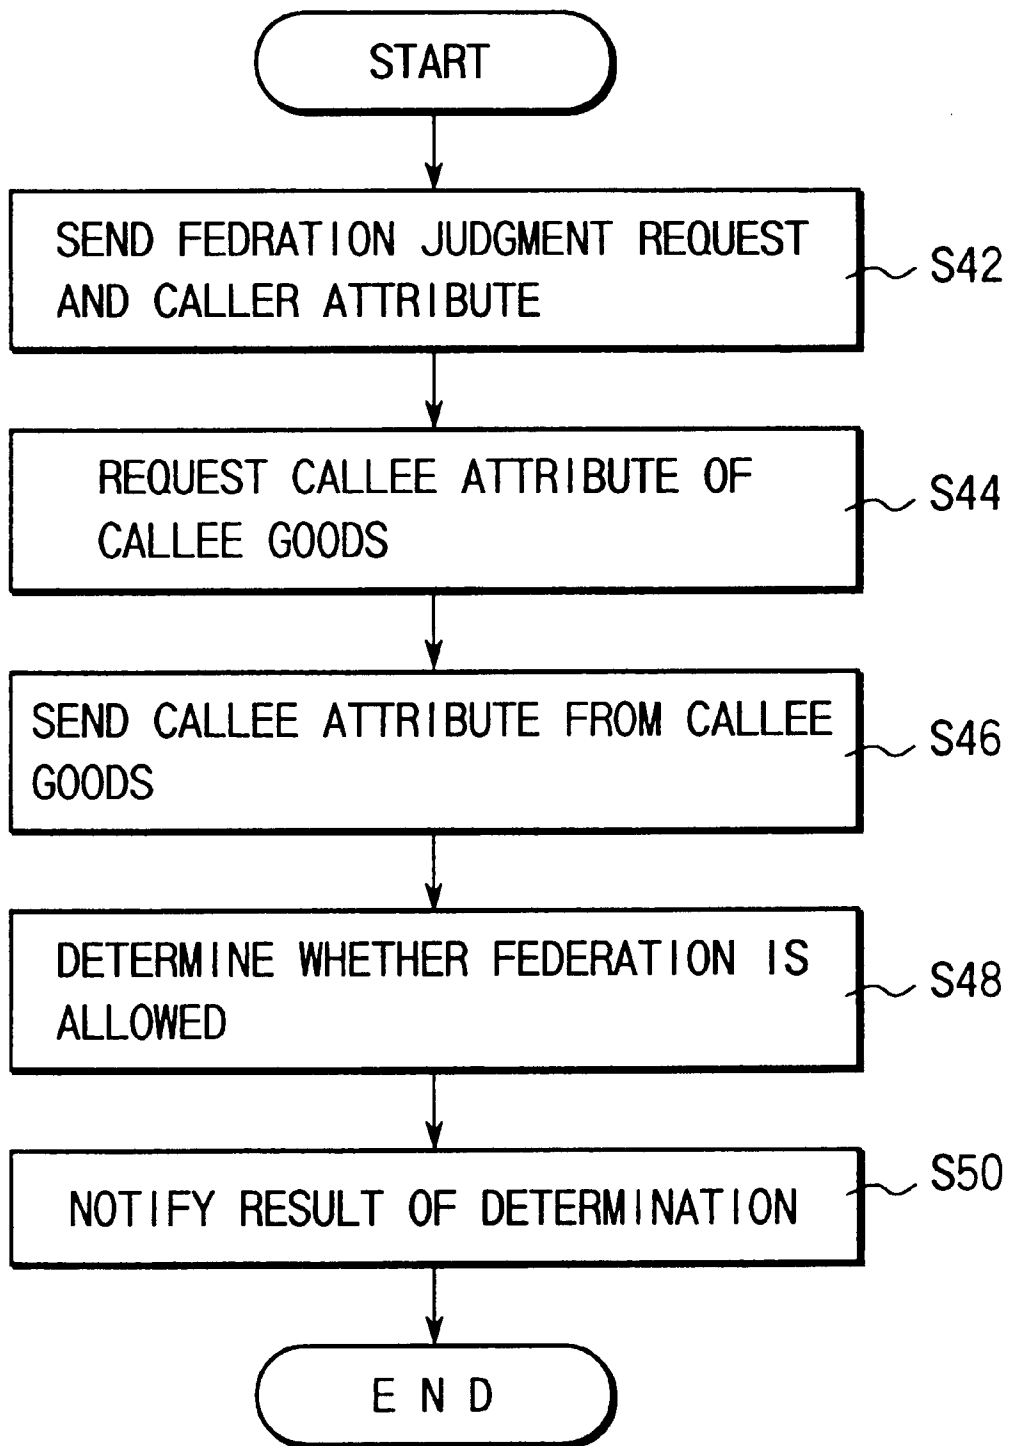 START
SEND FEDRATION JUDGMENT REQUEST
AND CALLER ATTRIBUTE
S42
REQUEST CALLEE ATTRIBUTE OF
CALLEE GOODS
S44
SEND CALLEE ATTRIBUTE FROM CALLEE
GOODS
S46
DETERMINE WHETHER FEDERATION IS
ALLOWED
S48
NOTIFY RESULT OF DETERMINATION
S50
END